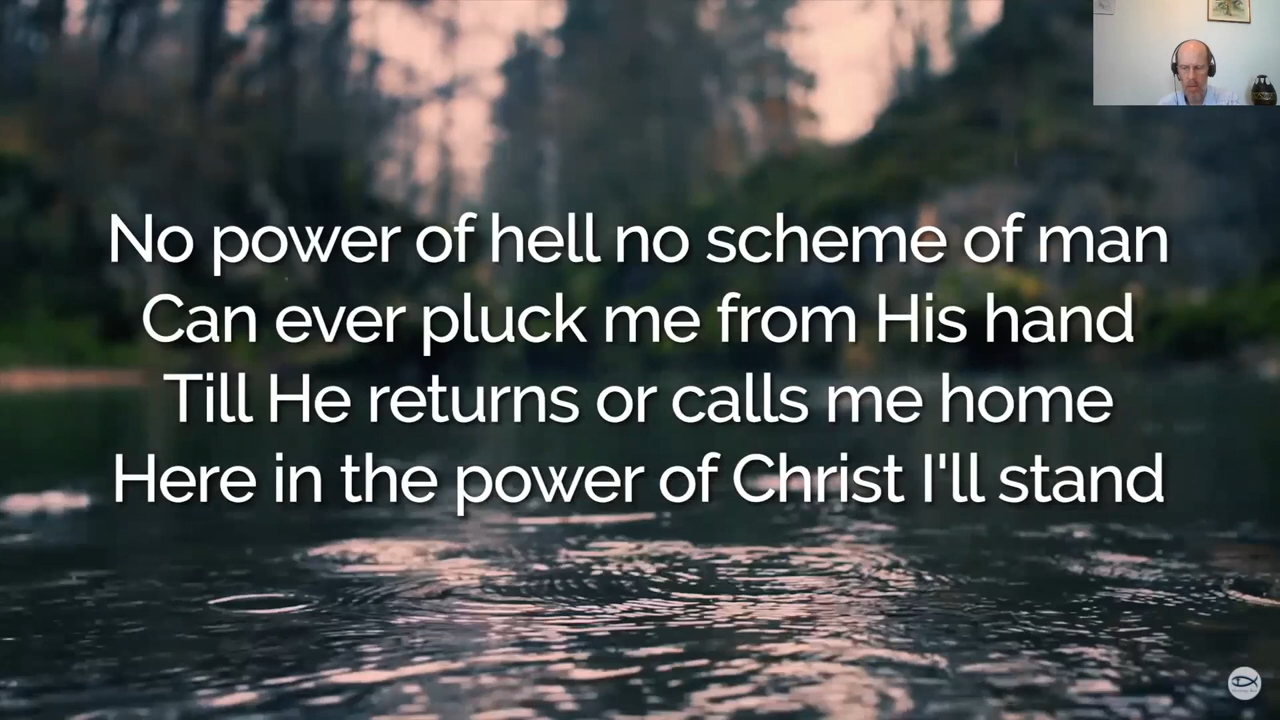 No power of hell no scheme of man
Can ever pluck me from His hand
Till He returns or calls me home
Here in the power of Christ I'll stand